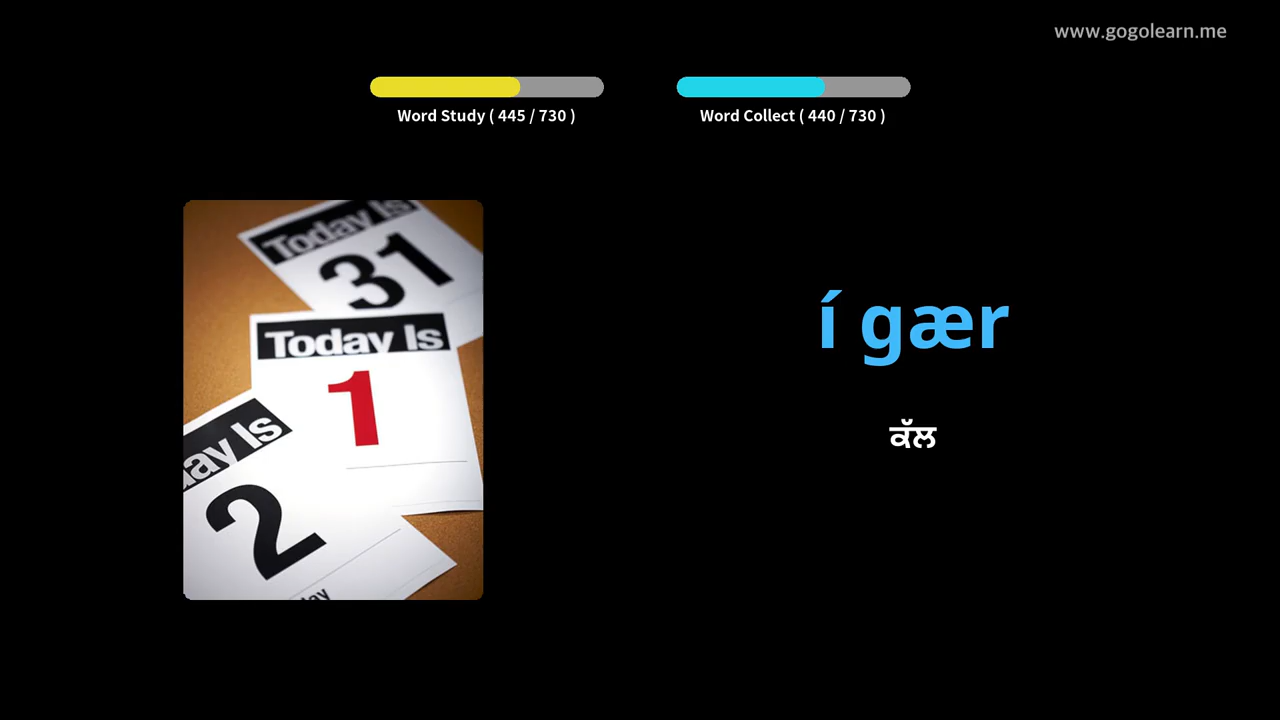 www.gogolearn.me
Word Study ( 445 / 730 )
Word Collect ( 440 / 730 )
Today Is
31
Today Is
1
day Is
2
í gær
ਕੱਲ